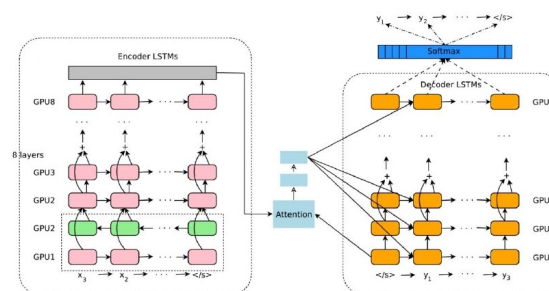 y1 y2 ... </s>
Softmax
Encoder LSTMs
Decoder LSTMs
GPU8
GPU
...
8 layers
+
GPU3
GPU2
GPU
GPU2
GPU
Attention
GPU1
GPU
x3 x2 ... </s>
</s> y1 ... y3